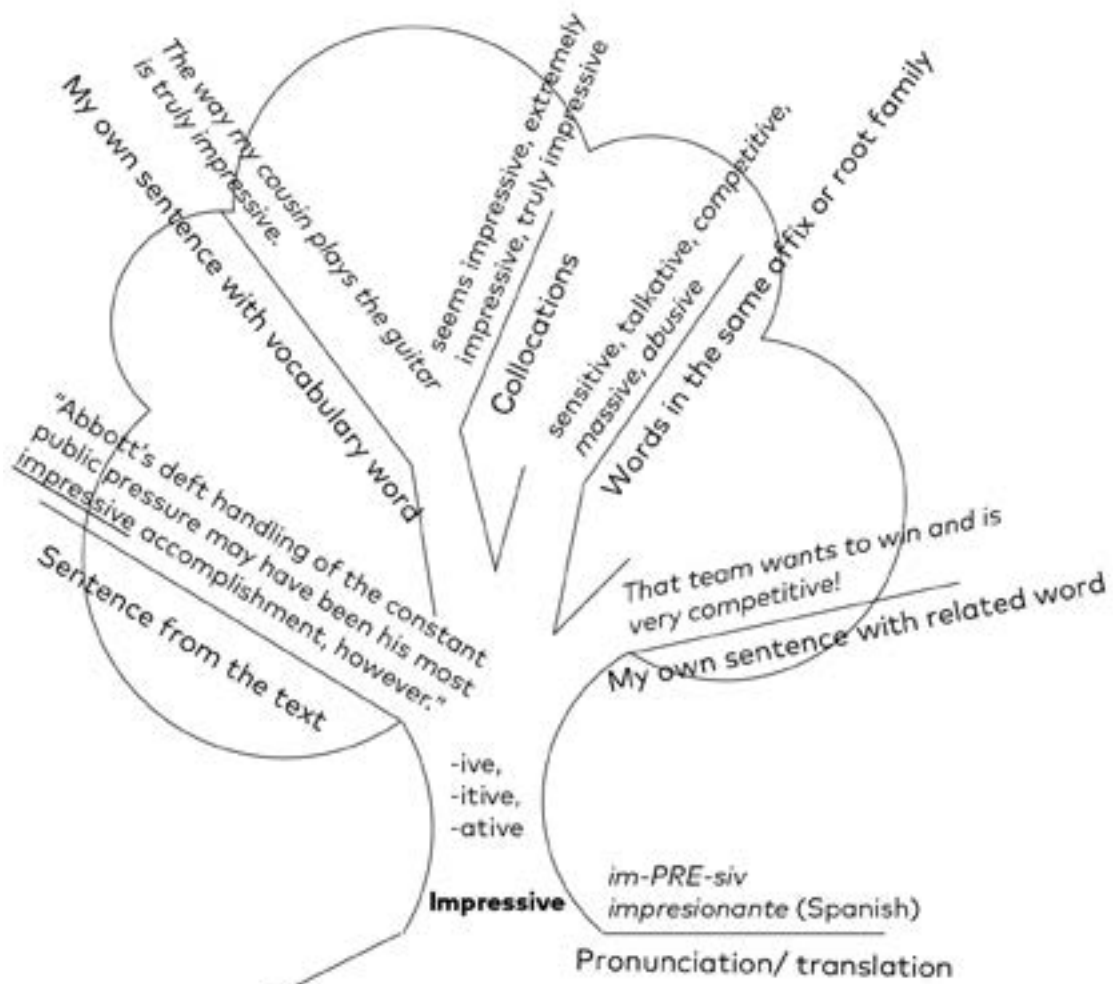 The way my cousin plays the guitar
is truly impressive.
My own sentence with vocabulary word
seems impressive, extremely
impressive, truly impressive
Collocations
sensitive, talkative, competitive,
massive, abusive
Words in the same affix or root family
"Abbott's deft handling of the constant
public pressure may have been his most
impressive accomplishment, however."
Sentence from the text
That team wants to win and is
very competitive!
My own sentence with related word
-ive,
-itive,
-ative
Impressive
im-PRE-siv
impresionante (Spanish)
Pronunciation/ translation